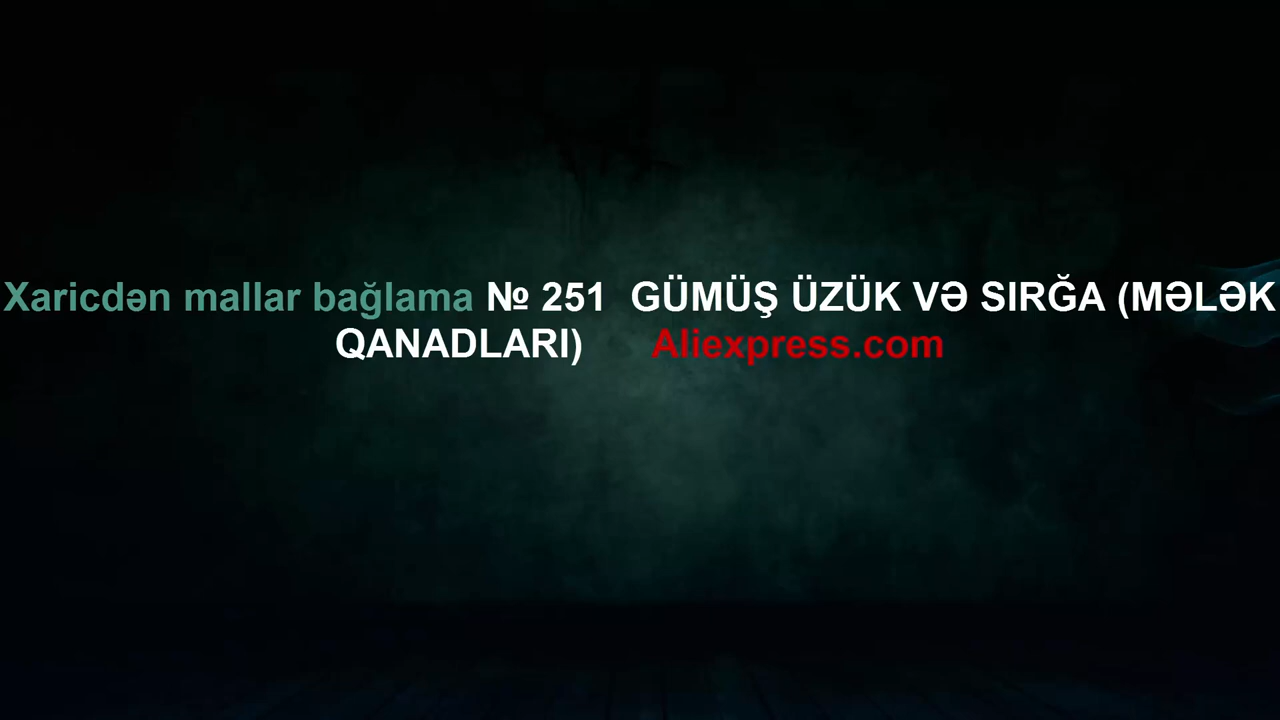 Xaricdən mallar bağlama № 251 GÜMÜŞ ÜZÜK VƏ SIRĞA (MƏLƏK
QANADLARI) Aliexpress.com